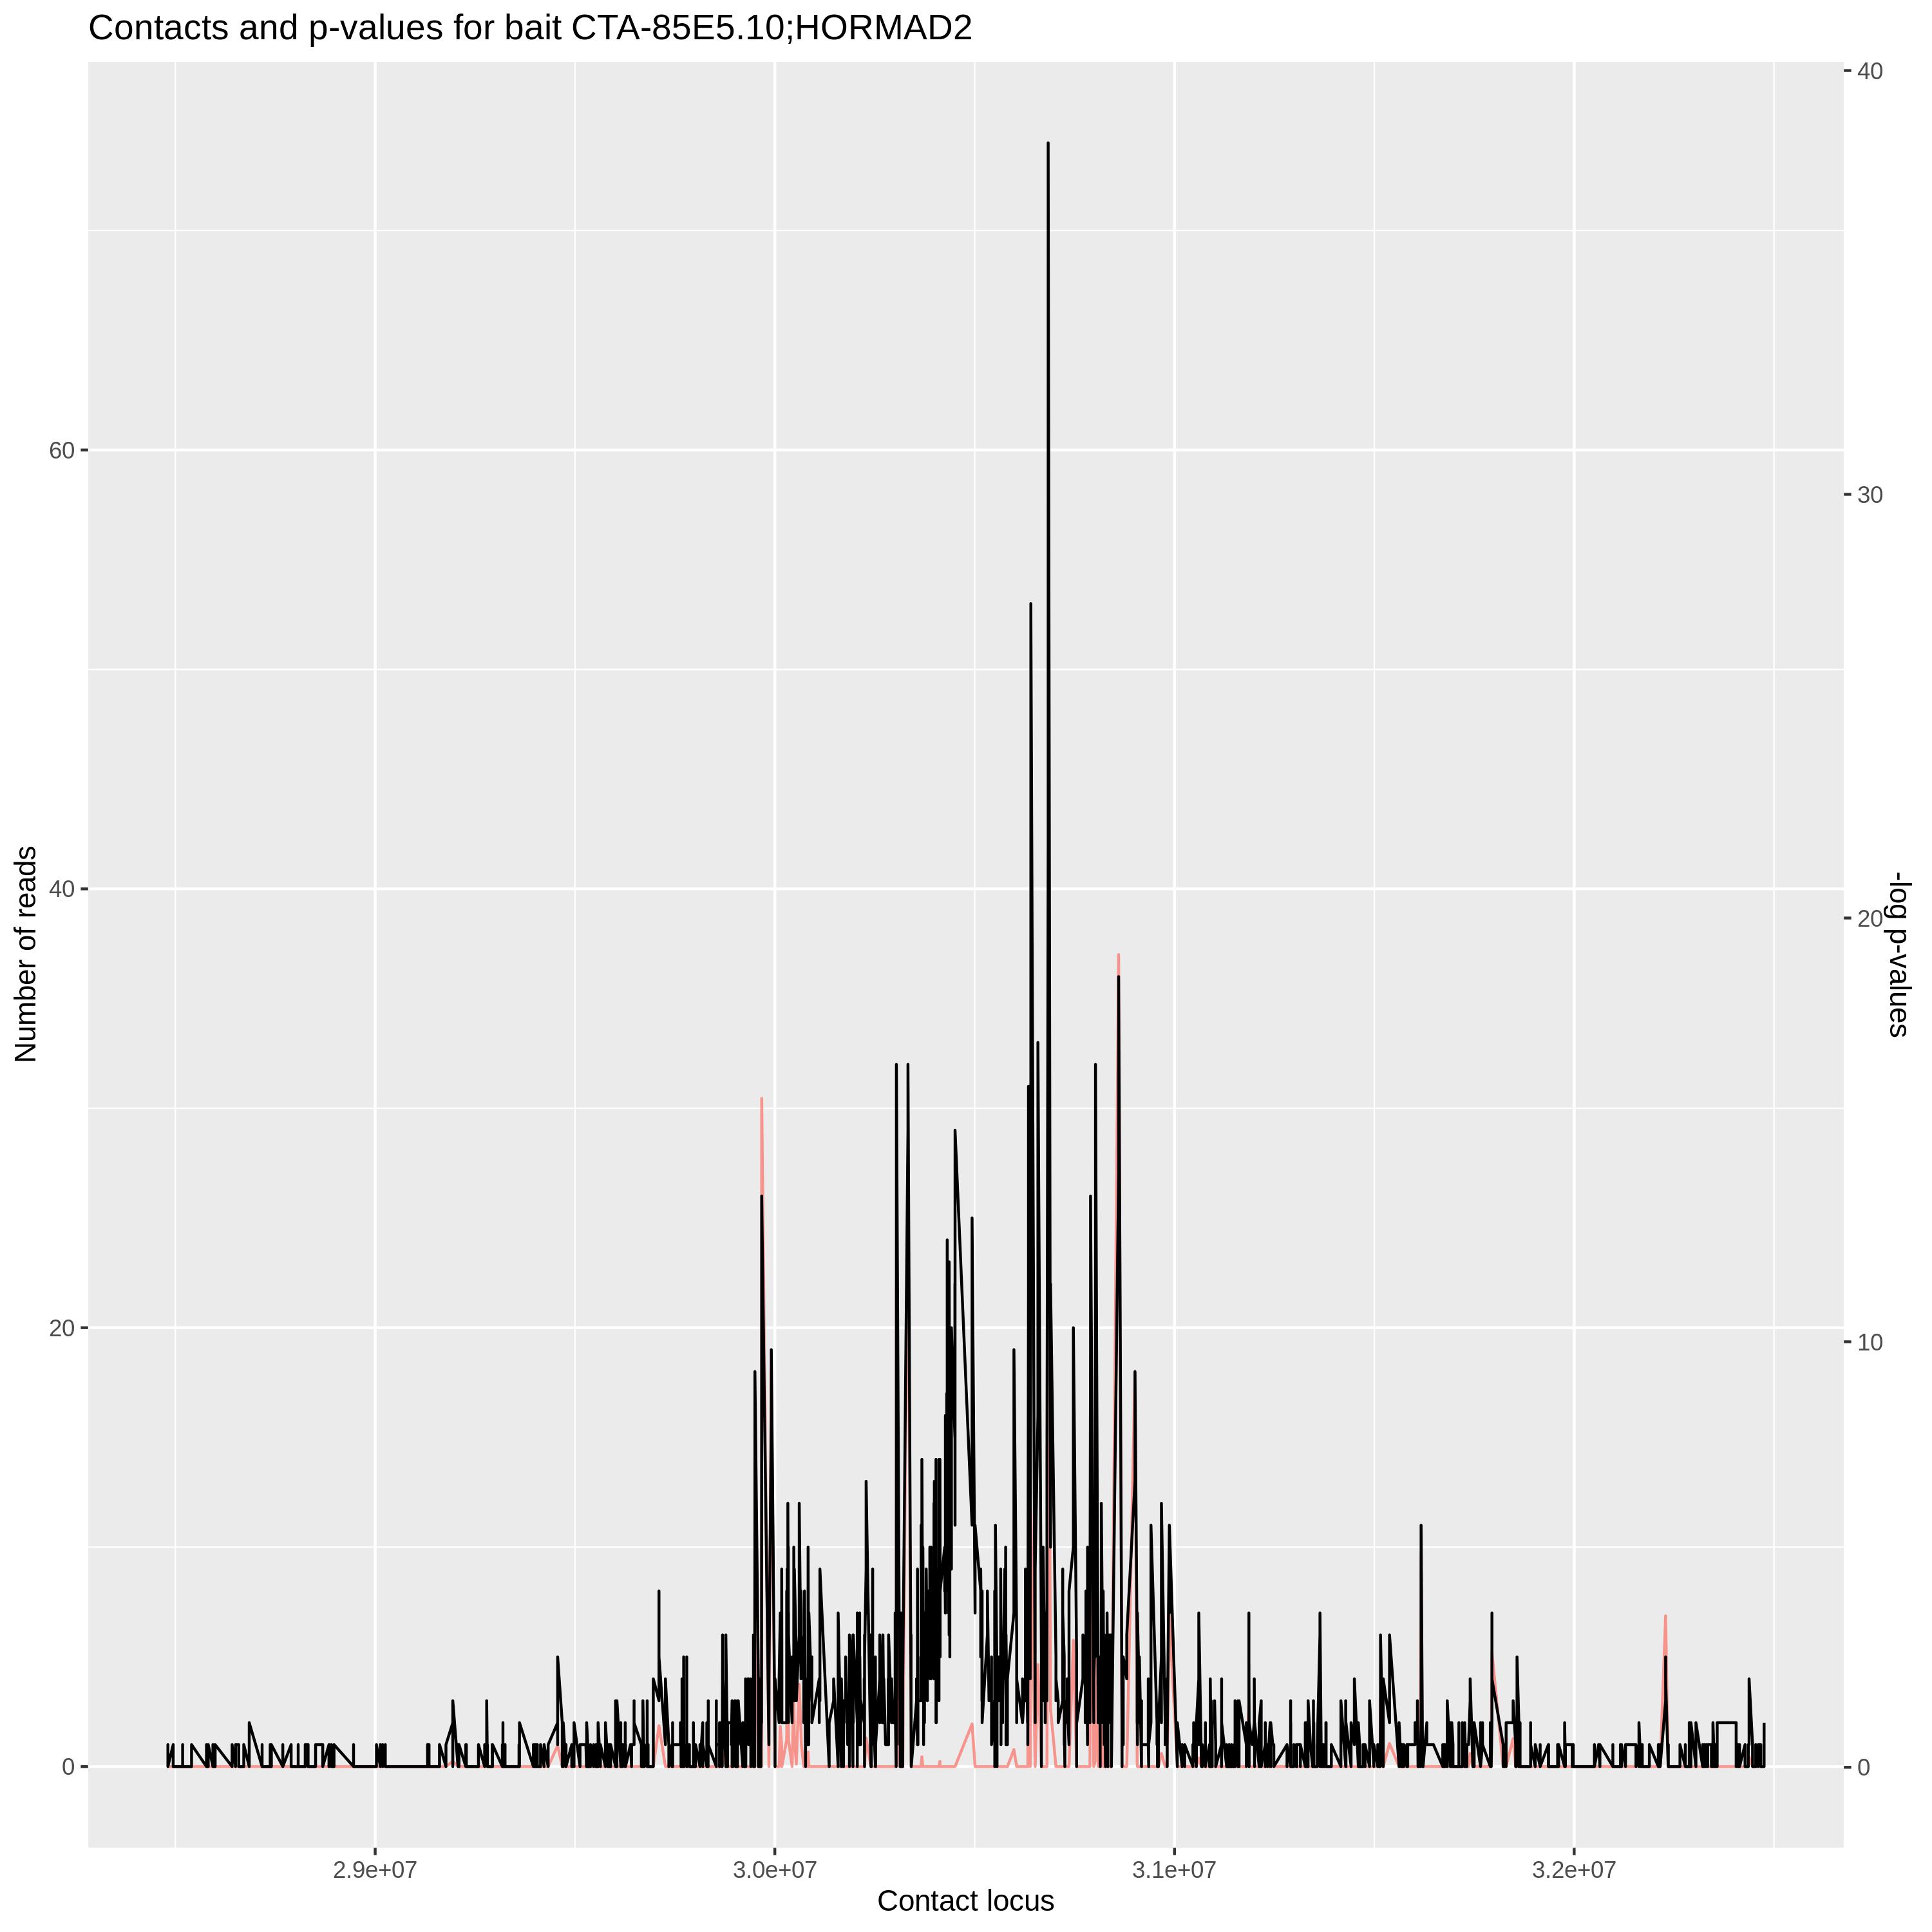 Contacts and p-values for bait CTA-85E5.10;HORMAD2
40
60
30
Number of reads
40
20
-log p-values
20
10
0
0
2.9e+07
3.0e+07
3.1e+07
3.2e+07
Contact locus